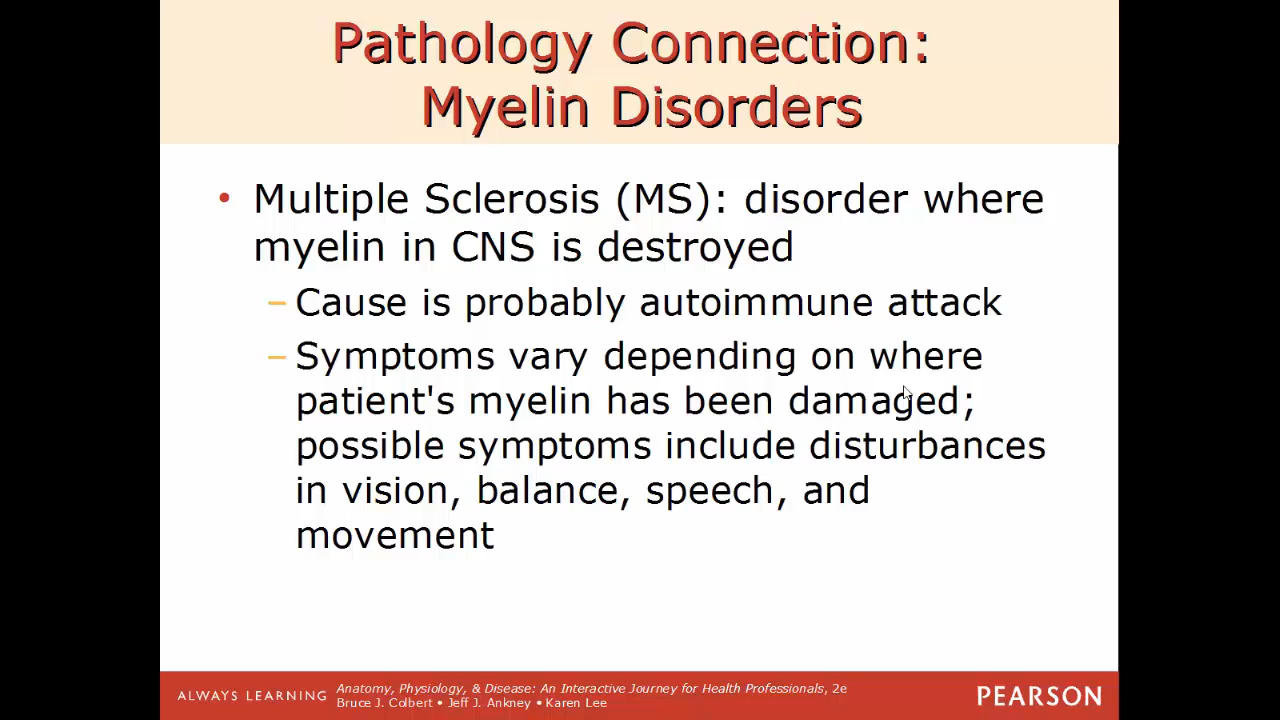 Pathology Connection:
Myelin Disorders
• Multiple Sclerosis (MS): disorder where
myelin in CNS is destroyed
– Cause is probably autoimmune attack
– Symptoms vary depending on where
patient's myelin has been damaged;
possible symptoms include disturbances
in vision, balance, speech, and
movement
ALWAYS LEARNING
Anatomy, Physiology, & Disease: An Interactive Journey for Health Professionals, 2e
Bruce J. Colbert • Jeff J. Ankney • Karen Lee
PEARSON